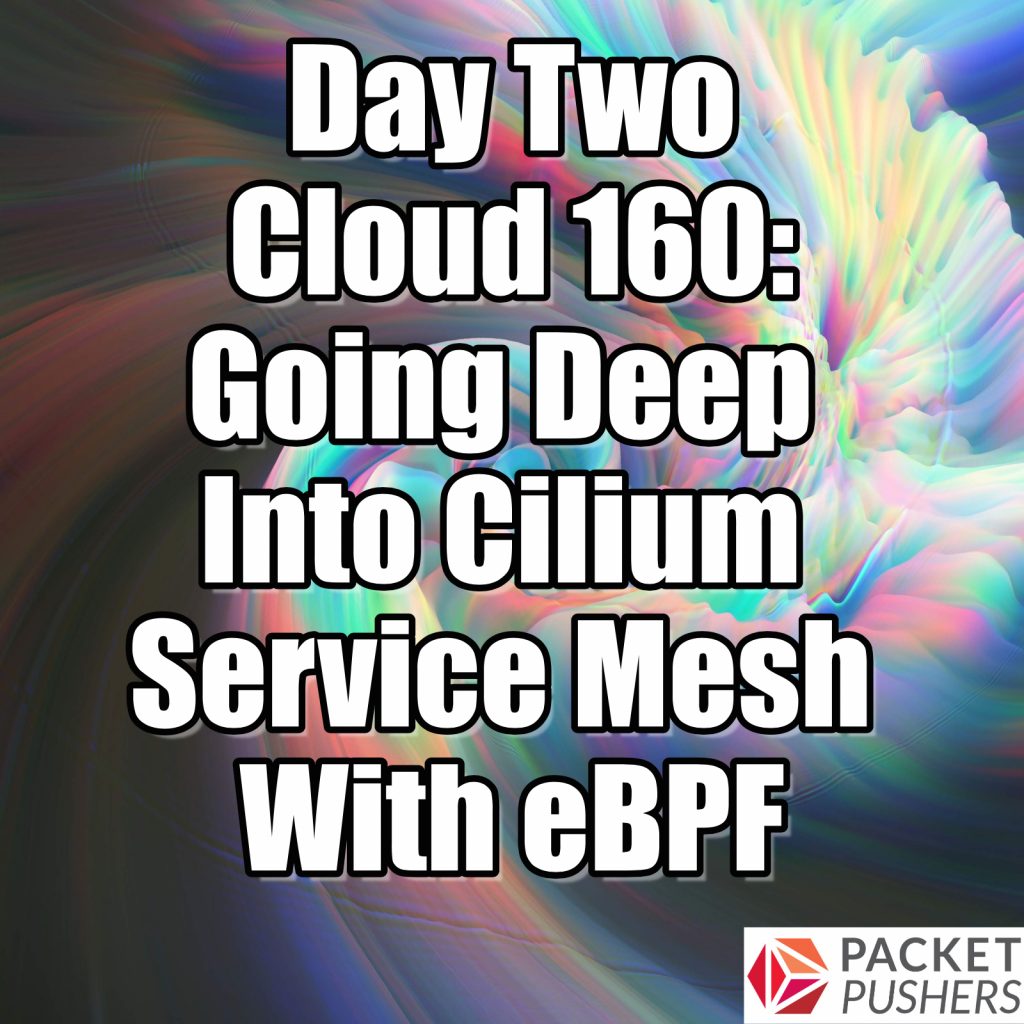 Day Two
Cloud 160:
Going Deep
Into Cilium
Service Mesh
With eBPF
PACKET
PUSHERS